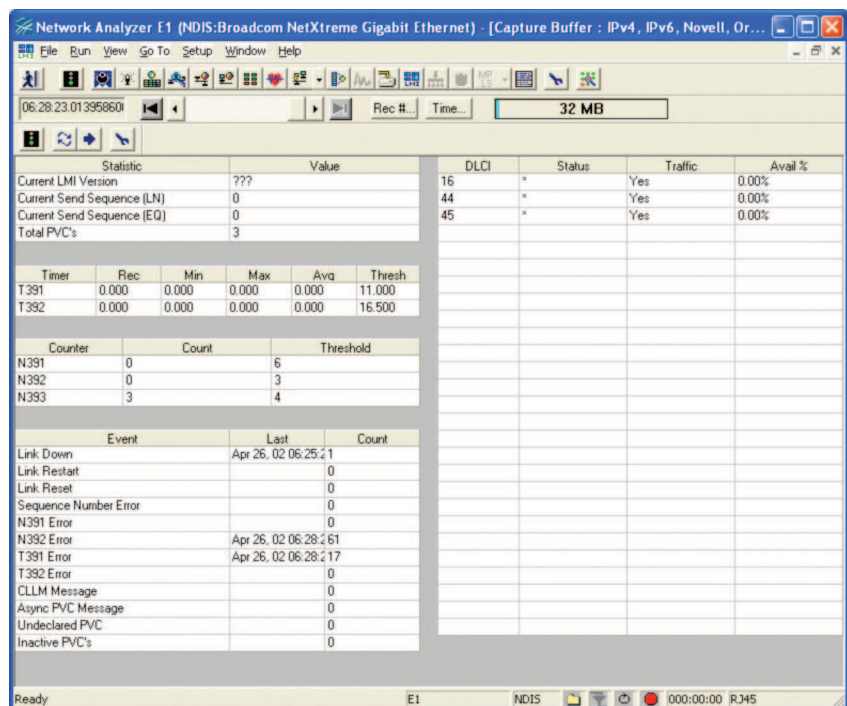 Network Analyzer E1 (NDIS:Broadcom NetXtreme Gigabit Ethernet) - [Capture Buffer : IPv4, IPv6, Novell, Or...
LMI File Run View Go To Setup Window Help
LMI MPLS
06:28:23.01395860 Rec #... Time... 32 MB
Statistic Value
Current LMI Version ???
Current Send Sequence (LN) 0
Current Send Sequence (EQ) 0
Total PVC's 3
Timer Rec Min Max Avg Thresh
T391 0.000 0.000 0.000 0.000 11.000
T392 0.000 0.000 0.000 0.000 16.500
Counter Count Threshold
N391 0 6
N392 0 3
N393 3 4
Event Last Count
Link Down Apr 26, 02 06:25:2 1
Link Restart 0
Link Reset 0
Sequence Number Error 0
N391 Error 0
N392 Error Apr 26, 02 06:28:2 61
T391 Error Apr 26, 02 06:28:2 17
T392 Error 0
CLLM Message 0
Async PVC Message 0
Undeclared PVC 0
Inactive PVC's 0
DLCI Status Traffic Avail %
16 * Yes 0.00%
44 * Yes 0.00%
45 * Yes 0.00%
Ready E1 NDIS 000:00:00 RJ45